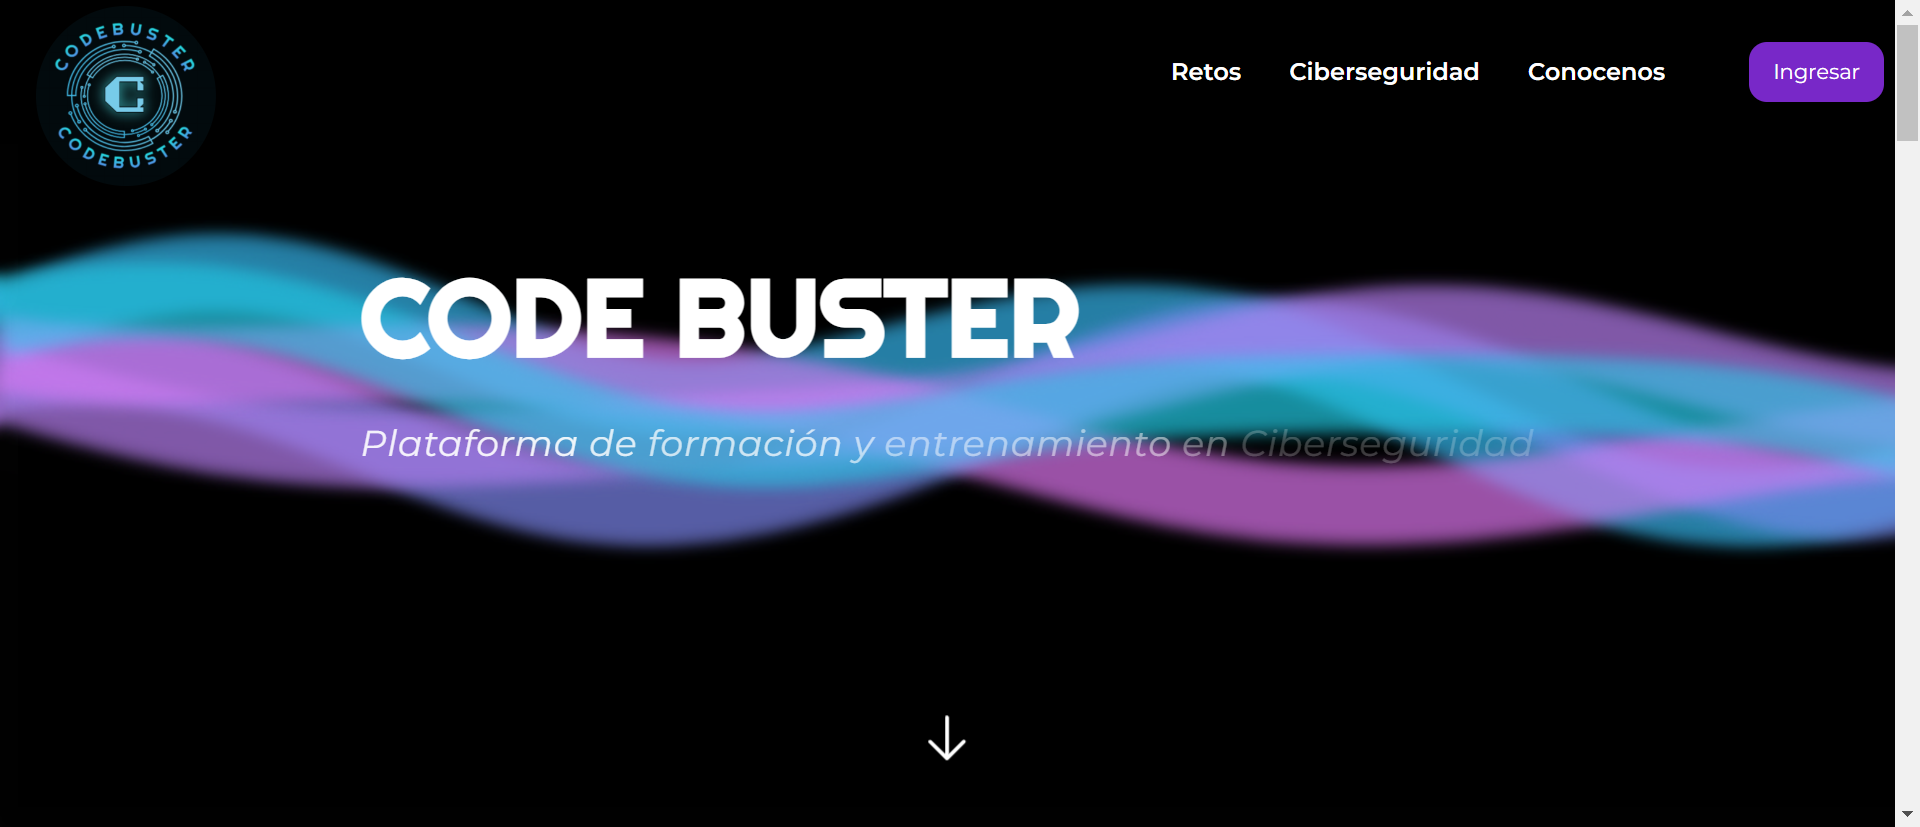 CODEBUSTER
C
CODEBUSTER
Retos
Ciberseguridad
Conocenos
Ingresar
CODE BUSTER
Plataforma de formación y entrenamiento en Ciberseguridad